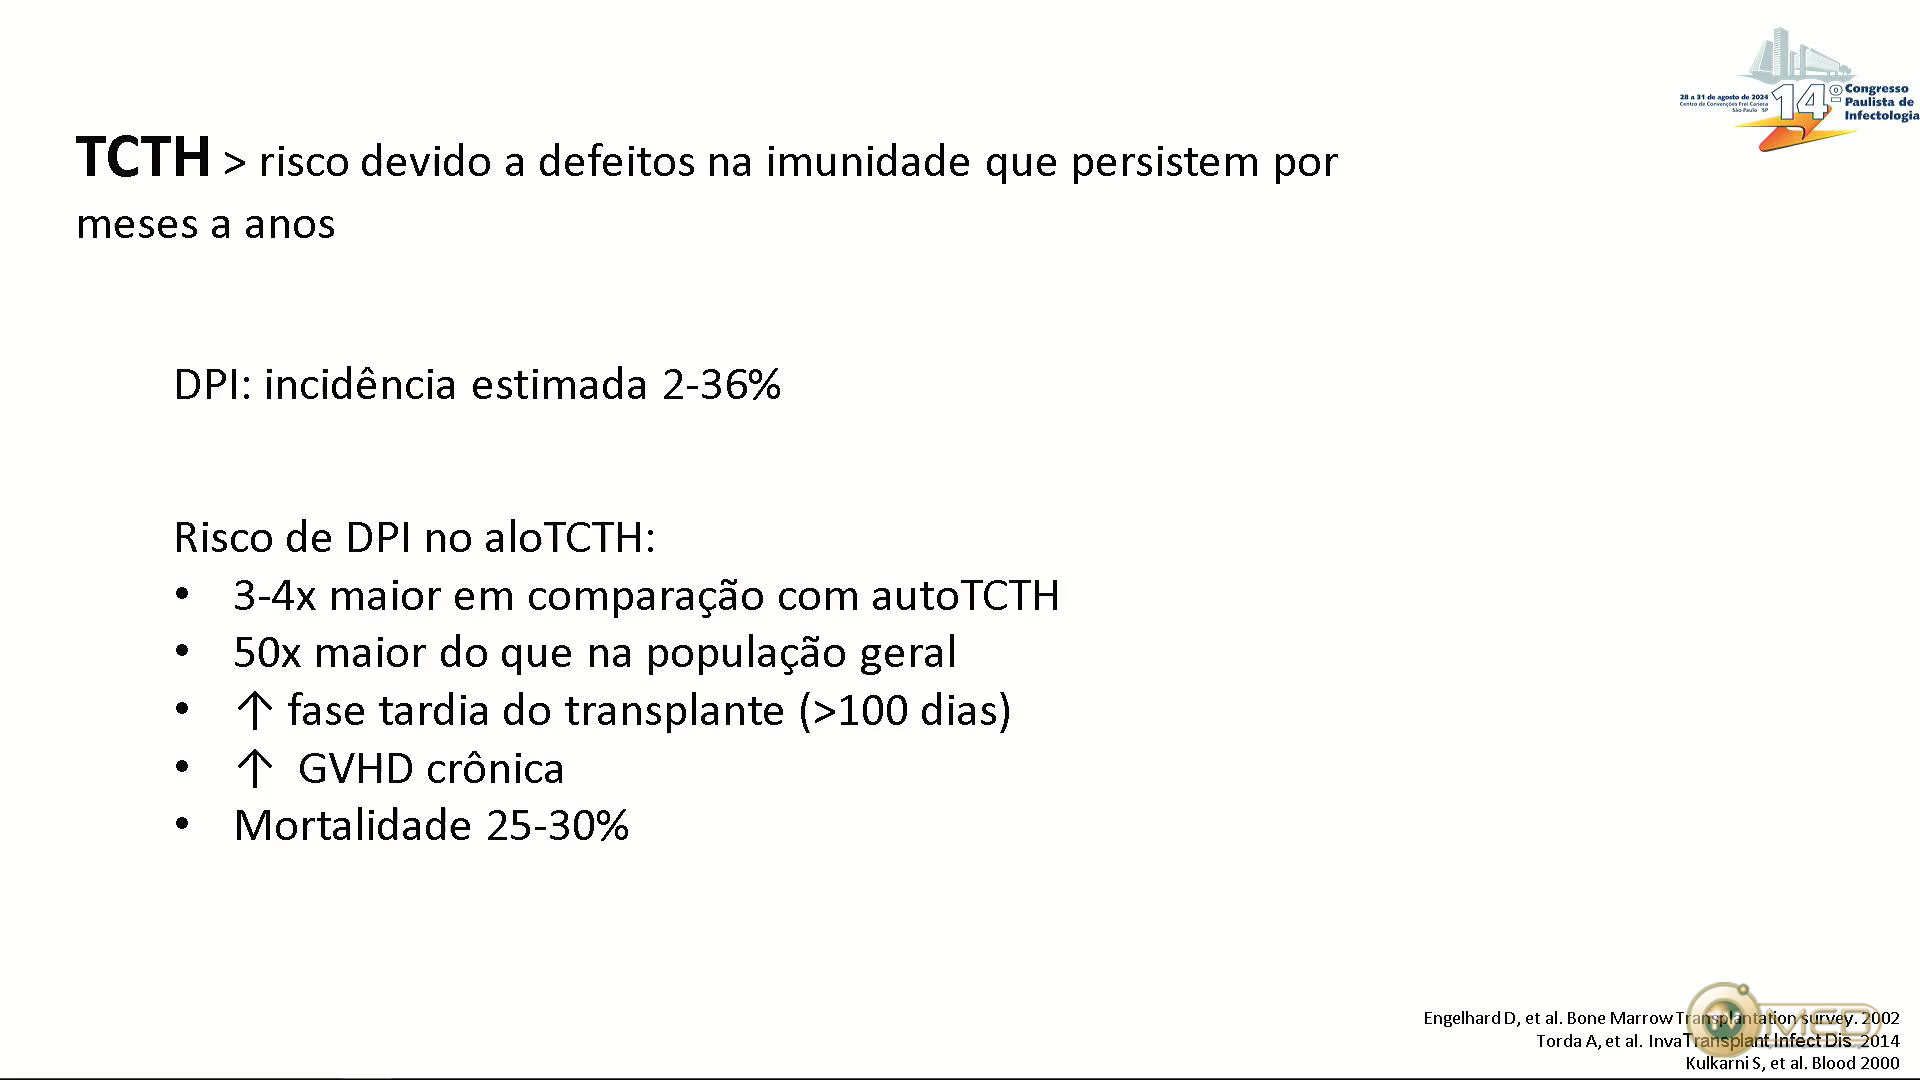 28 a 31 de agosto de 2024
Centro de Convenções Frei Caneca
São Paulo - SP
14º
Congresso
Paulista de
Infectologia
TCTH > risco devido a defeitos na imunidade que persistem por
meses a anos
DPI: incidência estimada 2-36%
Risco de DPI no aloTCTH:
• 3-4x maior em comparação com autoTCTH
• 50x maior do que na população geral
• ↑ fase tardia do transplante (>100 dias)
• ↑ GVHD crônica
• Mortalidade 25-30%
Engelhard D, et al. Bone Marrow Transplantation survey. 2002
Torda A, et al. InvaTransplant Infect Dis 2014
Kulkarni S, et al. Blood 2000
MED